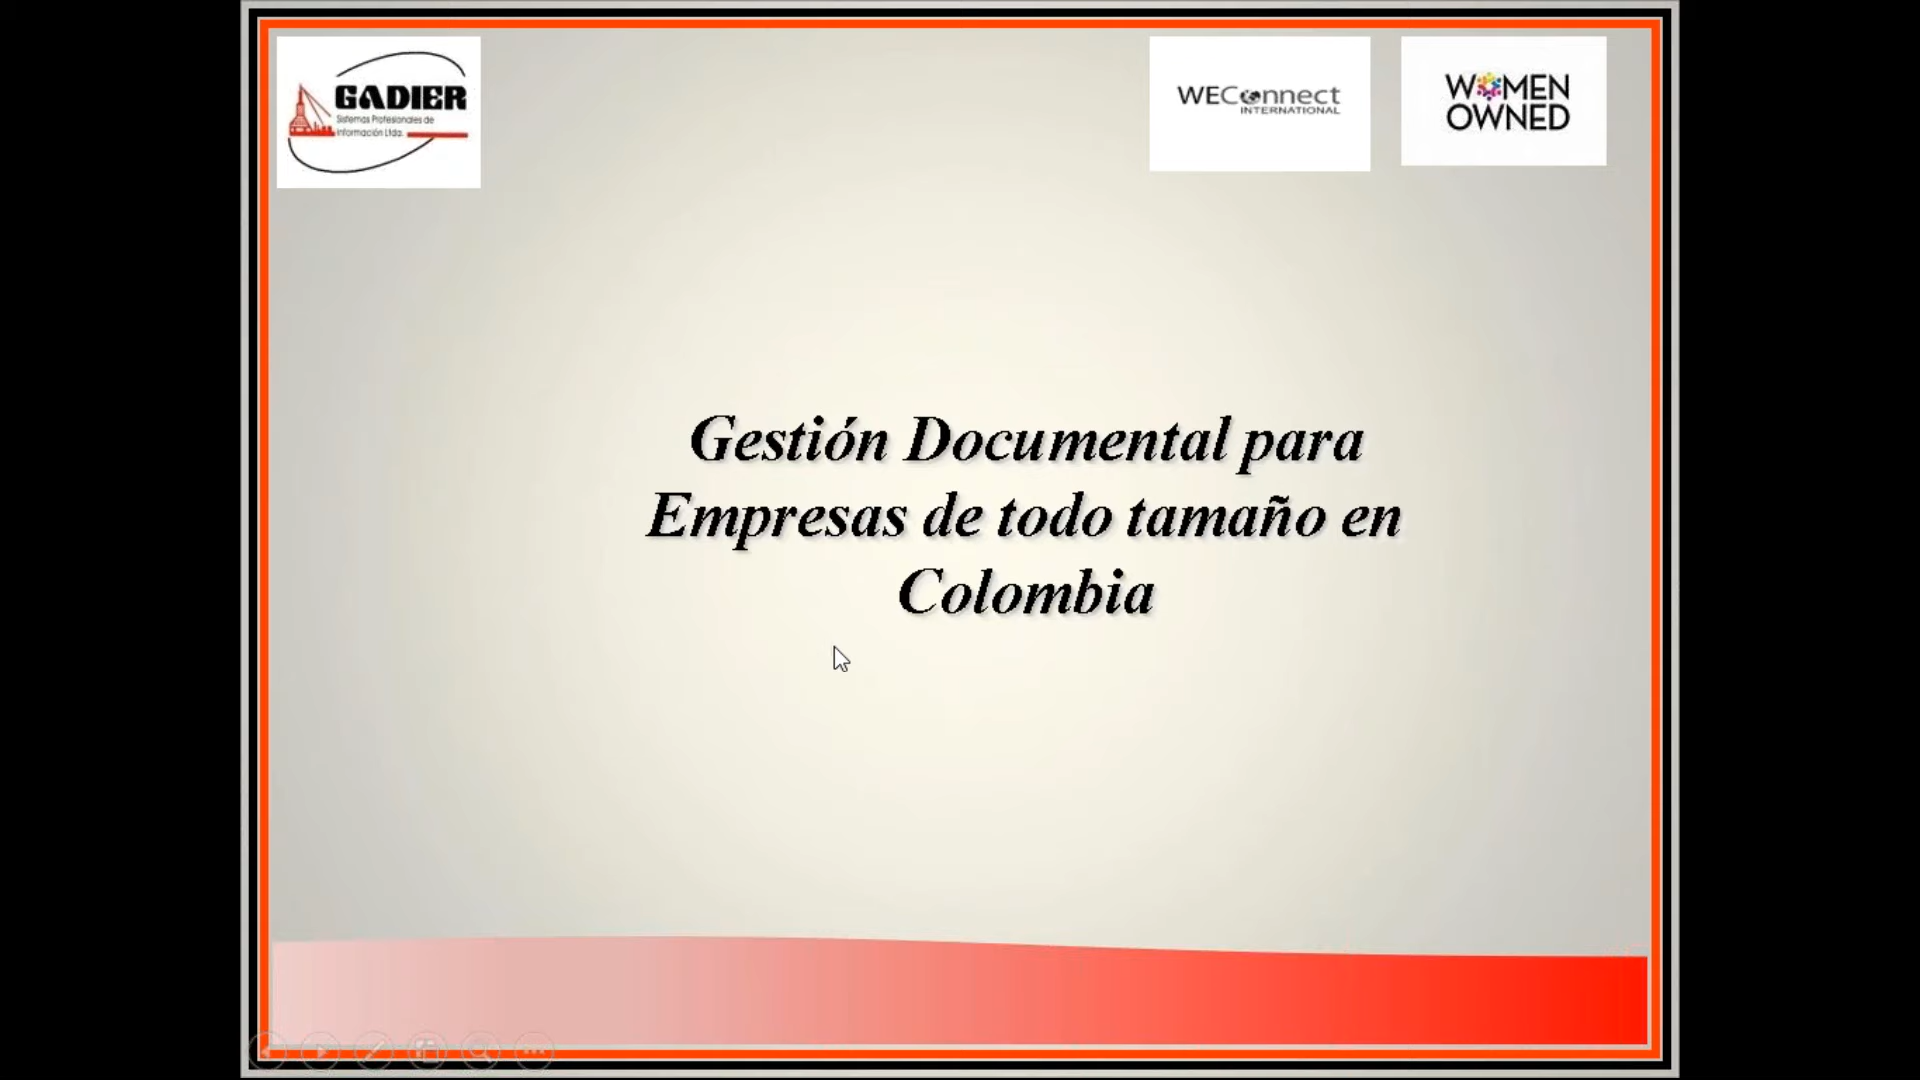 GADIER
Sistemas Profesionales de
Información Ltda.
WEConnect
INTERNATIONAL
WOMEN
OWNED
Gestión Documental para
Empresas de todo tamaño en
Colombia